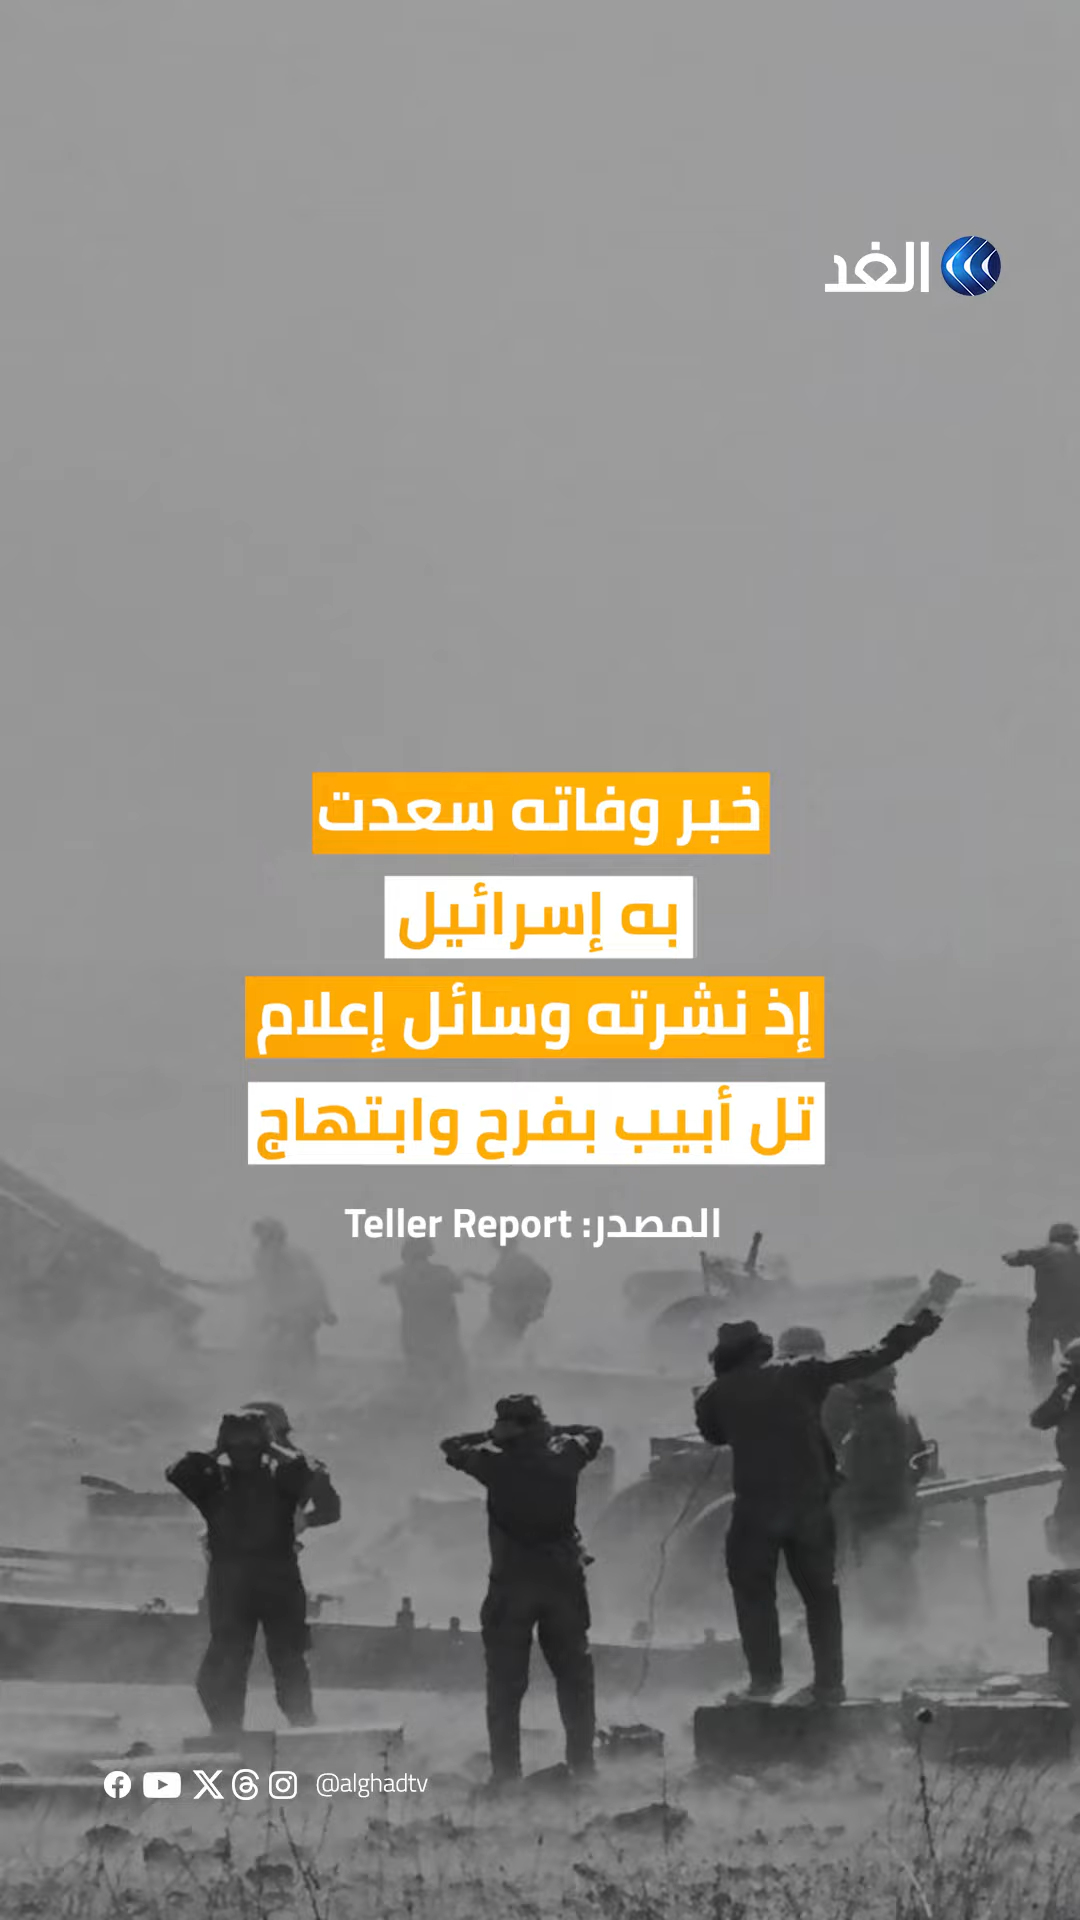 الغد
خبر وفاته سعدت
به إسرائيل
إذ نشرته وسائل إعلام
تل أبيب بفرح وابتهاج
المصدر: Teller Report
@alghadtv